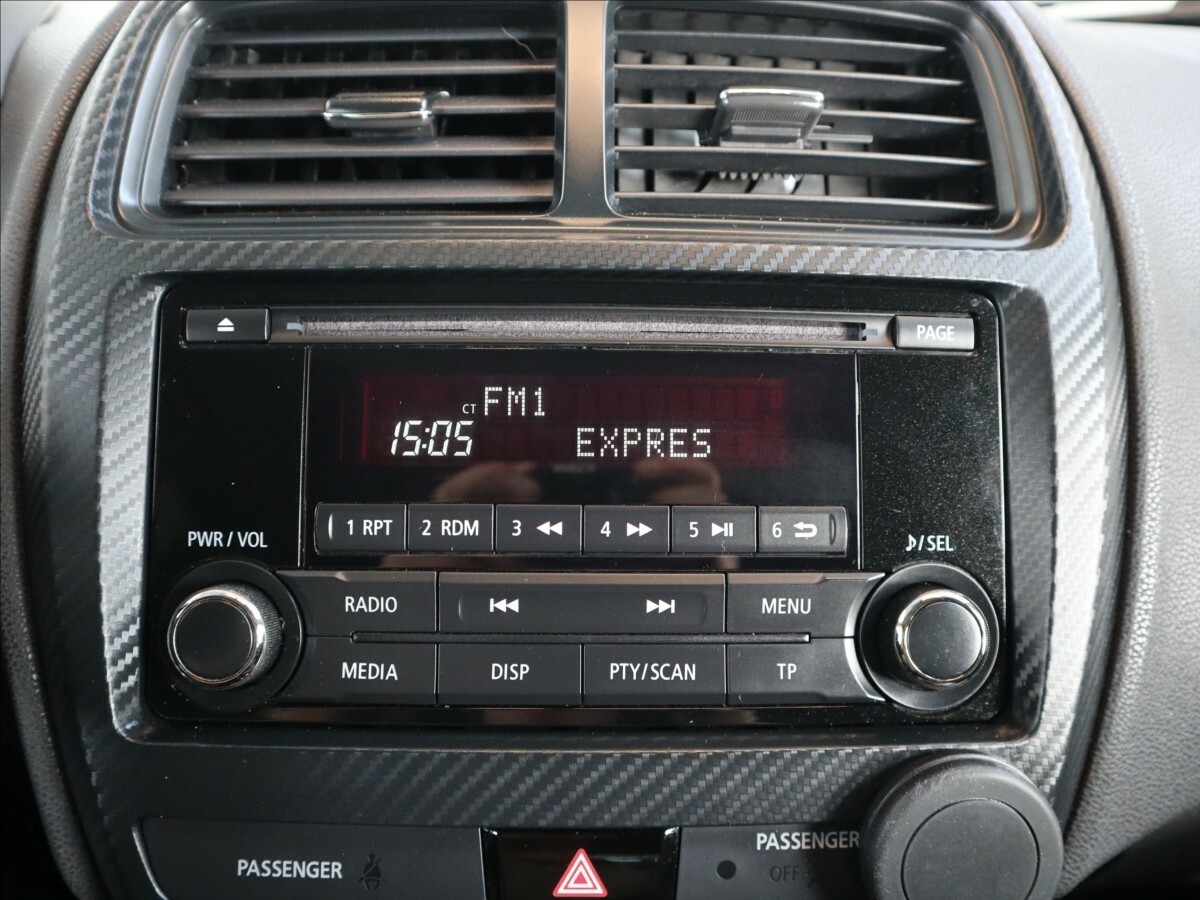 PAGE
CT FM1
15:05 EXPRES
1 RPT 2 RDM 3 4 5 6
PWR / VOL
/SEL
RADIO MENU
MEDIA DISP PTY/SCAN TP
PASSENGER
PASSENGER
OFF